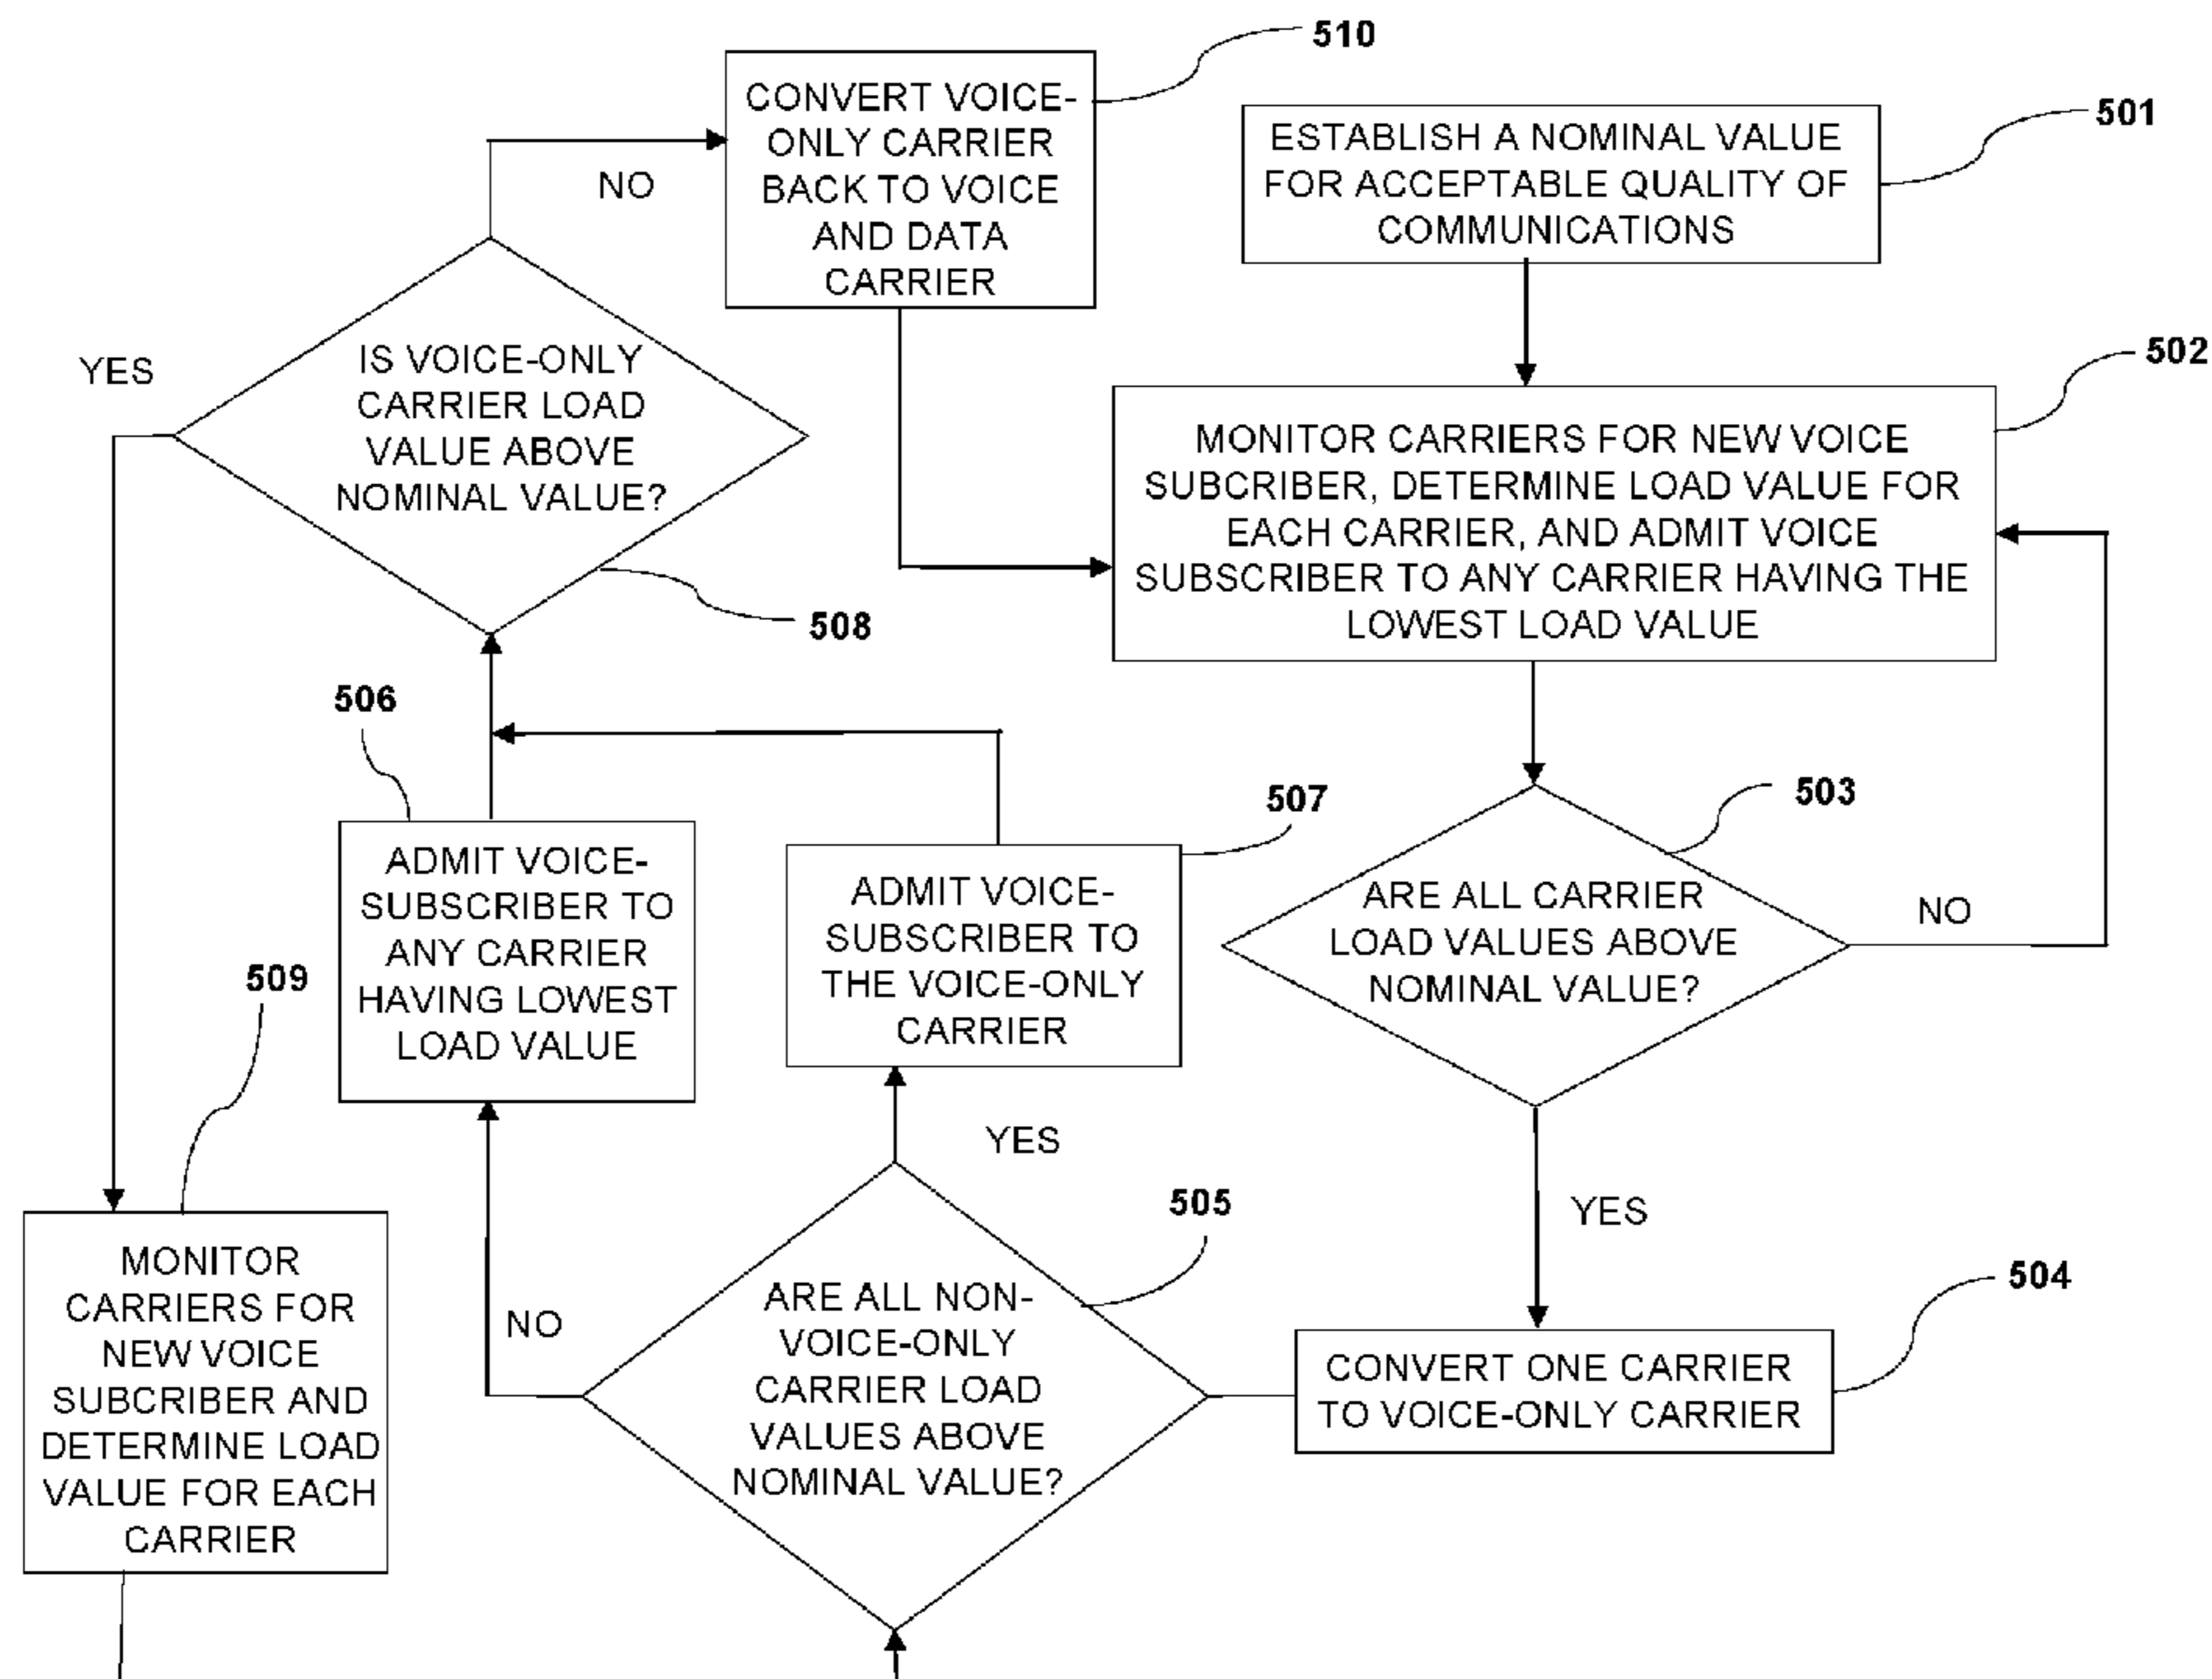 510
CONVERT VOICE-
ONLY CARRIER
BACK TO VOICE
AND DATA
CARRIER
501
ESTABLISH A NOMINAL VALUE
FOR ACCEPTABLE QUALITY OF
COMMUNICATIONS
NO
YES
IS VOICE-ONLY
CARRIER LOAD
VALUE ABOVE
NOMINAL VALUE?
508
502
MONITOR CARRIERS FOR NEW VOICE
SUBCRIBER, DETERMINE LOAD VALUE FOR
EACH CARRIER, AND ADMIT VOICE
SUBSCRIBER TO ANY CARRIER HAVING THE
LOWEST LOAD VALUE
506
ADMIT VOICE-
SUBSCRIBER TO
ANY CARRIER
HAVING LOWEST
LOAD VALUE
507
ADMIT VOICE-
SUBSCRIBER TO
THE VOICE-ONLY
CARRIER
503
ARE ALL CARRIER
LOAD VALUES ABOVE
NOMINAL VALUE?
NO
YES
509
MONITOR
CARRIERS FOR
NEW VOICE
SUBCRIBER AND
DETERMINE LOAD
VALUE FOR EACH
CARRIER
NO
YES
505
ARE ALL NON-
VOICE-ONLY
CARRIER LOAD
VALUES ABOVE
NOMINAL VALUE?
504
CONVERT ONE CARRIER
TO VOICE-ONLY CARRIER